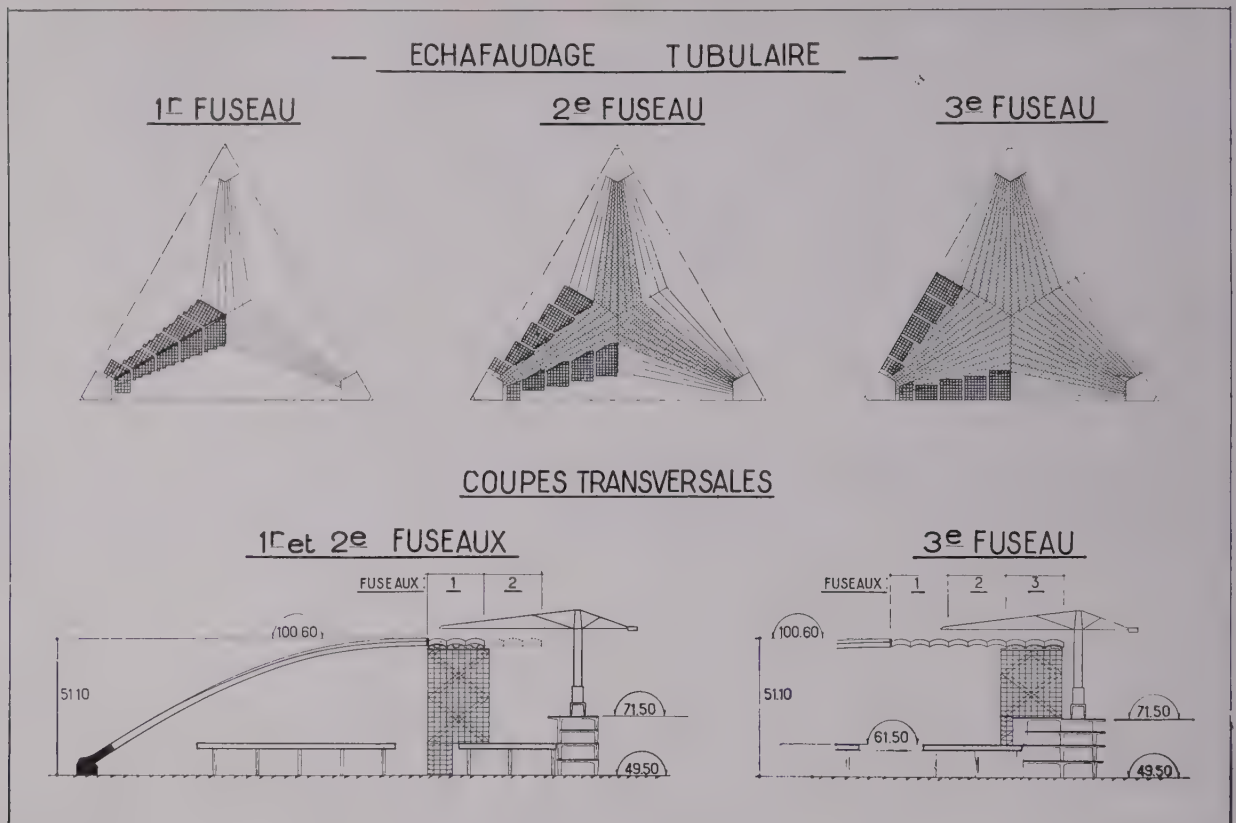 — ECHAFAUDAGE TUBULAIRE —
1r FUSEAU
2e FUSEAU
3e FUSEAU
COUPES TRANSVERSALES
1r et 2e FUSEAUX
FUSEAUX: 1 2
100.60
51.10
71.50
49.50
3e FUSEAU
FUSEAUX: 1 2 3
100.60
51.10
71.50
61.50
49.50